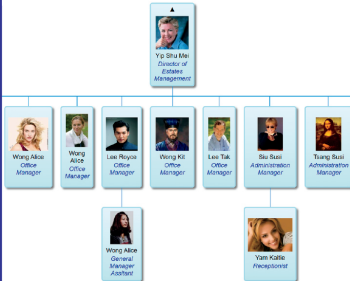 Yip Shu Mei
Director of
Estates
Management
Wong Alice
Office
Manager
Wong
Alice
Office
Manager
Lee Royce
Office
Manager
Wong Kit
Office
Manager
Lee Tak
Office
Manager
Siu Susi
Administration
Manager
Tsang Susi
Administration
Manager
Wong Alice
General
Manager
Assitant
Yam Kaitie
Receptionist